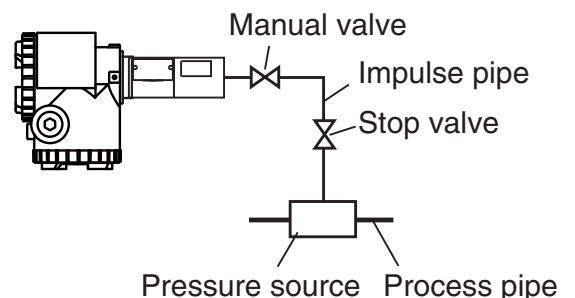 Manual valve
Impulse pipe
Stop valve
Pressure source Process pipe